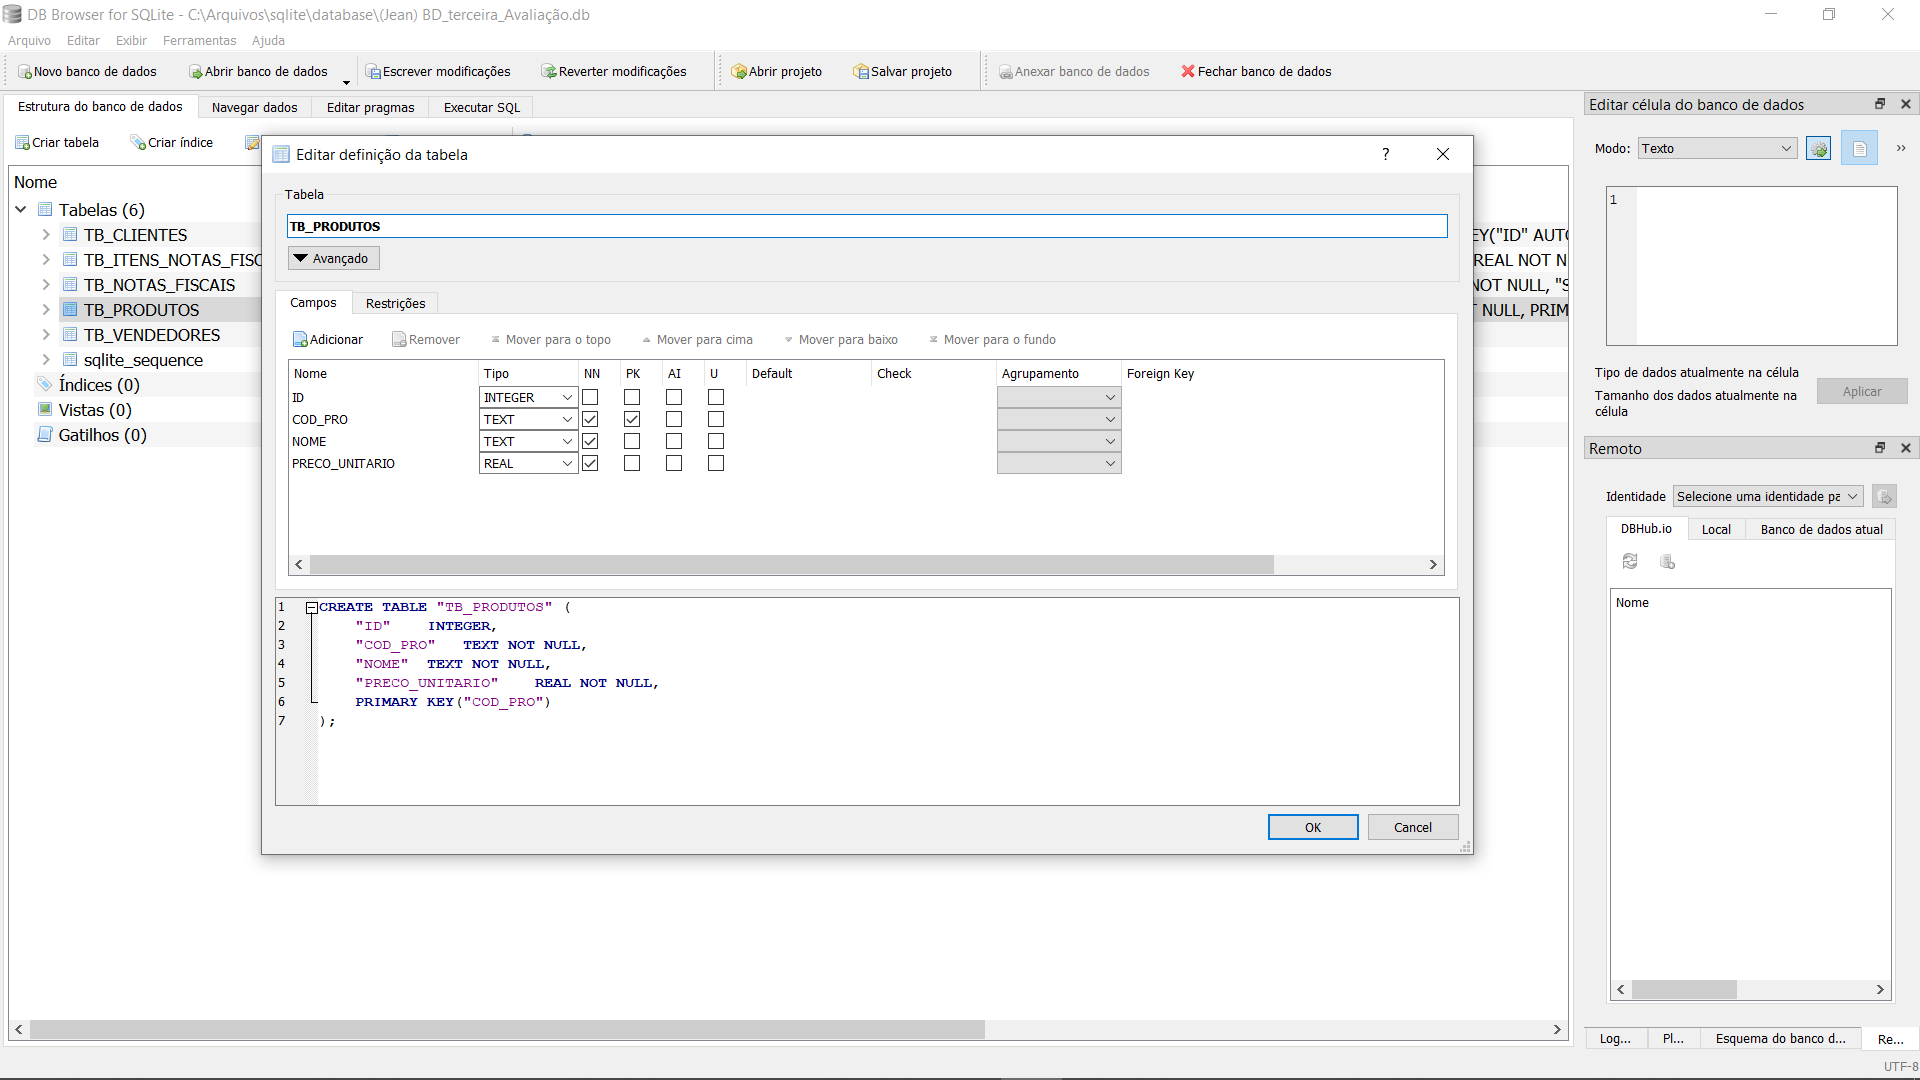 DB Browser for SQLite - C:\Arquivos\sqlite\database\(Jean) BD_terceira_Avaliação.db
Arquivo Editar Exibir Ferramentas Ajuda
Novo banco de dados Abrir banco de dados Escrever modificações Reverter modificações Abrir projeto Salvar projeto Anexar banco de dados Fechar banco de dados
Estrutura do banco de dados Navegar dados Editar pragmas Executar SQL
Criar tabela Criar índice
Nome
Tabelas (6)
TB_CLIENTES
TB_ITENS_NOTAS_FISC
TB_NOTAS_FISCAIS
TB_PRODUTOS
TB_VENDEDORES
sqlite_sequence
Índices (0)
Vistas (0)
Gatilhos (0)
EY("ID" AUTO
REAL NOT N
NOT NULL, "S
T NULL, PRIM
Editar definição da tabela
?
Tabela
TB_PRODUTOS
Avançado
Campos Restrições
Adicionar Remover Mover para o topo Mover para cima Mover para baixo Mover para o fundo
Nome Tipo NN PK AI U Default Check Agrupamento Foreign Key
ID INTEGER
COD_PRO TEXT
NOME TEXT
PRECO_UNITARIO REAL
1 CREATE TABLE "TB_PRODUTOS" (
2 "ID" INTEGER,
3 "COD_PRO" TEXT NOT NULL,
4 "NOME" TEXT NOT NULL,
5 "PRECO_UNITARIO" REAL NOT NULL,
6 PRIMARY KEY("COD_PRO")
7 );
OK Cancel
Editar célula do banco de dados
Modo: Texto »
1
Tipo de dados atualmente na célula
Tamanho dos dados atualmente na
célula
Aplicar
Remoto
Identidade Selecione uma identidade pa
DBHub.io Local Banco de dados atual
Nome
Log... Pl... Esquema do banco d... Re...
UTF-8